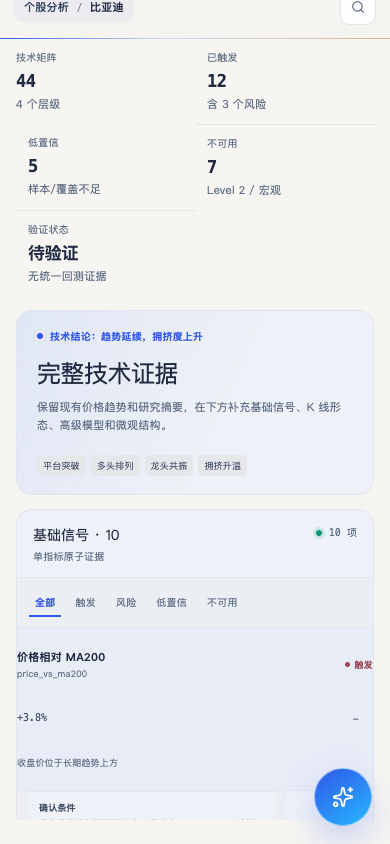 个股分析 / 比亚迪
技术矩阵
44
4 个层级
已触发
12
含 3 个风险
低置信
5
样本/覆盖不足
不可用
7
Level 2 / 宏观
验证状态
待验证
无统一回测证据
技术结论：趋势延续，拥挤度上升
完整技术证据
保留现有价格趋势和研究摘要，在下方补充基础信号、K 线形
态、高级模型和微观结构。
平台突破 多头排列 龙头共振 拥挤升温
基础信号 · 10
10 项
单指标原子证据
全部 触发 风险 低置信 不可用
价格相对 MA200
触发
price_vs_ma200
+3.8%
—
收盘价位于长期趋势上方
确认条件